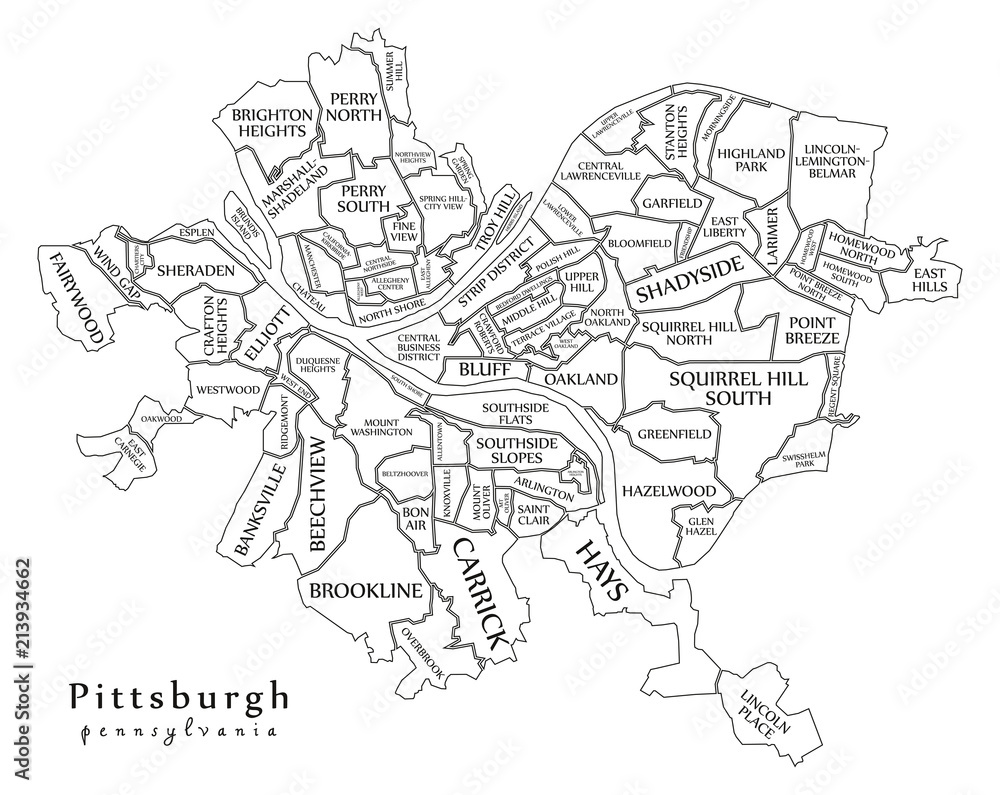 SUMMER
HILL
PERRY
NORTH
BRIGHTON
HEIGHTS
UPPER
LAWRENCEVILLE
STANTON
HEIGHTS
MORNINGSIDE
HIGHLAND
PARK
LINCOLN-
LEMINGTON-
BELMAR
NORTHVIEW
HEIGHTS
SPRING
GARDEN
MARSHALL-
SHADELAND
CENTRAL
LAWRENCEVILLE
PERRY
SOUTH
SPRING HILL-
CITY VIEW
GARFIELD
BRUNDIS
ISLAND
TROY HILL
LOWER
LAWRENCEVILLE
FINE
VIEW
EAST
LIBERTY
LARIMER
ESPLEN
BLOOMFIELD
FRIENDSHIP
HOMEWOOD
WEST
HOMEWOOD
NORTH
FAIRYWOOD
WIND GAP
CHARTIERS
CITY
SHERADEN
MANCHESTER
CALIFORNIA
KIRKBRIDE
CENTRAL
NORTHSIDE
EAST
ALLEGHENY
STRIP DISTRICT
POLISH HILL
SHADYSIDE
HOMEWOOD
SOUTH
EAST
HILLS
CHATEAU
ALLEGHENY
CENTER
UPPER
HILL
POINT
BREEZE
NORTH
NORTH SHORE
BEDFORD DWELLINGS
MIDDLE HILL
CRAFTON
HEIGHTS
ELLIOTT
CRAWFORD
ROBERTS
TERRACE VILLAGE
NORTH
OAKLAND
SQUIRREL HILL
NORTH
POINT
BREEZE
CENTRAL
BUSINESS
DISTRICT
WEST
OAKLAND
DUQUESNE
HEIGHTS
BLUFF
OAKLAND
SQUIRREL HILL
SOUTH
WESTWOOD
WEST END
SOUTH SHORE
REGENT SQUARE
OAKWOOD
RIDGEMONT
SOUTHSIDE
FLATS
MOUNT
WASHINGTON
ALLENTOWN
GREENFIELD
EAST
CARNEGIE
SOUTHSIDE
SLOPES
SWISSHELM
PARK
BELTZHOOVER
ARLINGTON
HEIGHTS
BANKSVILLE
BEECHVIEW
KNOXVILLE
MOUNT
OLIVER
MT
OLIVER
ARLINGTON
HAZELWOOD
BON
AIR
SAINT
CLAIR
GLEN
HAZEL
CARRICK
HAYS
BROOKLINE
OVERBROOK
LINCOLN
PLACE
Pittsburgh
pennsylvania
Adobe Stock | #213934662